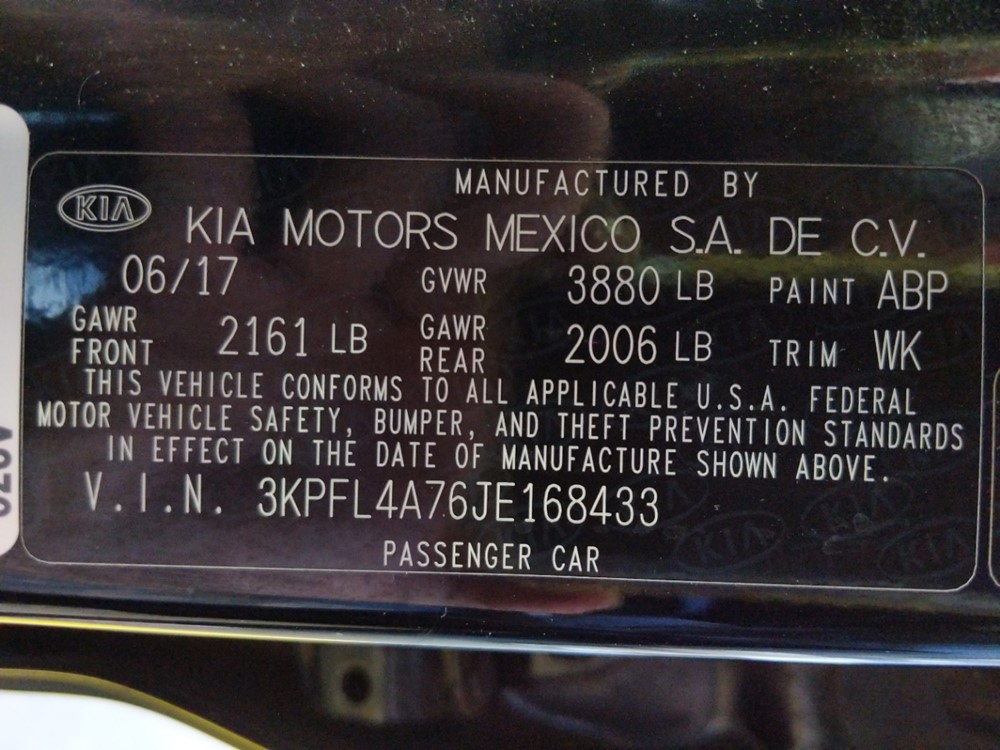 MANUFACTURED BY
KIA KIA MOTORS MEXICO S.A. DE C.V.
06/17 GVWR 3880 LB PAINT ABP
GAWR FRONT 2161 LB GAWR REAR 2006 LB TRIM WK
THIS VEHICLE CONFORMS TO ALL APPLICABLE U.S.A. FEDERAL
MOTOR VEHICLE SAFETY, BUMPER, AND THEFT PREVENTION STANDARDS
IN EFFECT ON THE DATE OF MANUFACTURE SHOWN ABOVE.
V.I.N. 3KPFL4A76JE168433
PASSENGER CAR